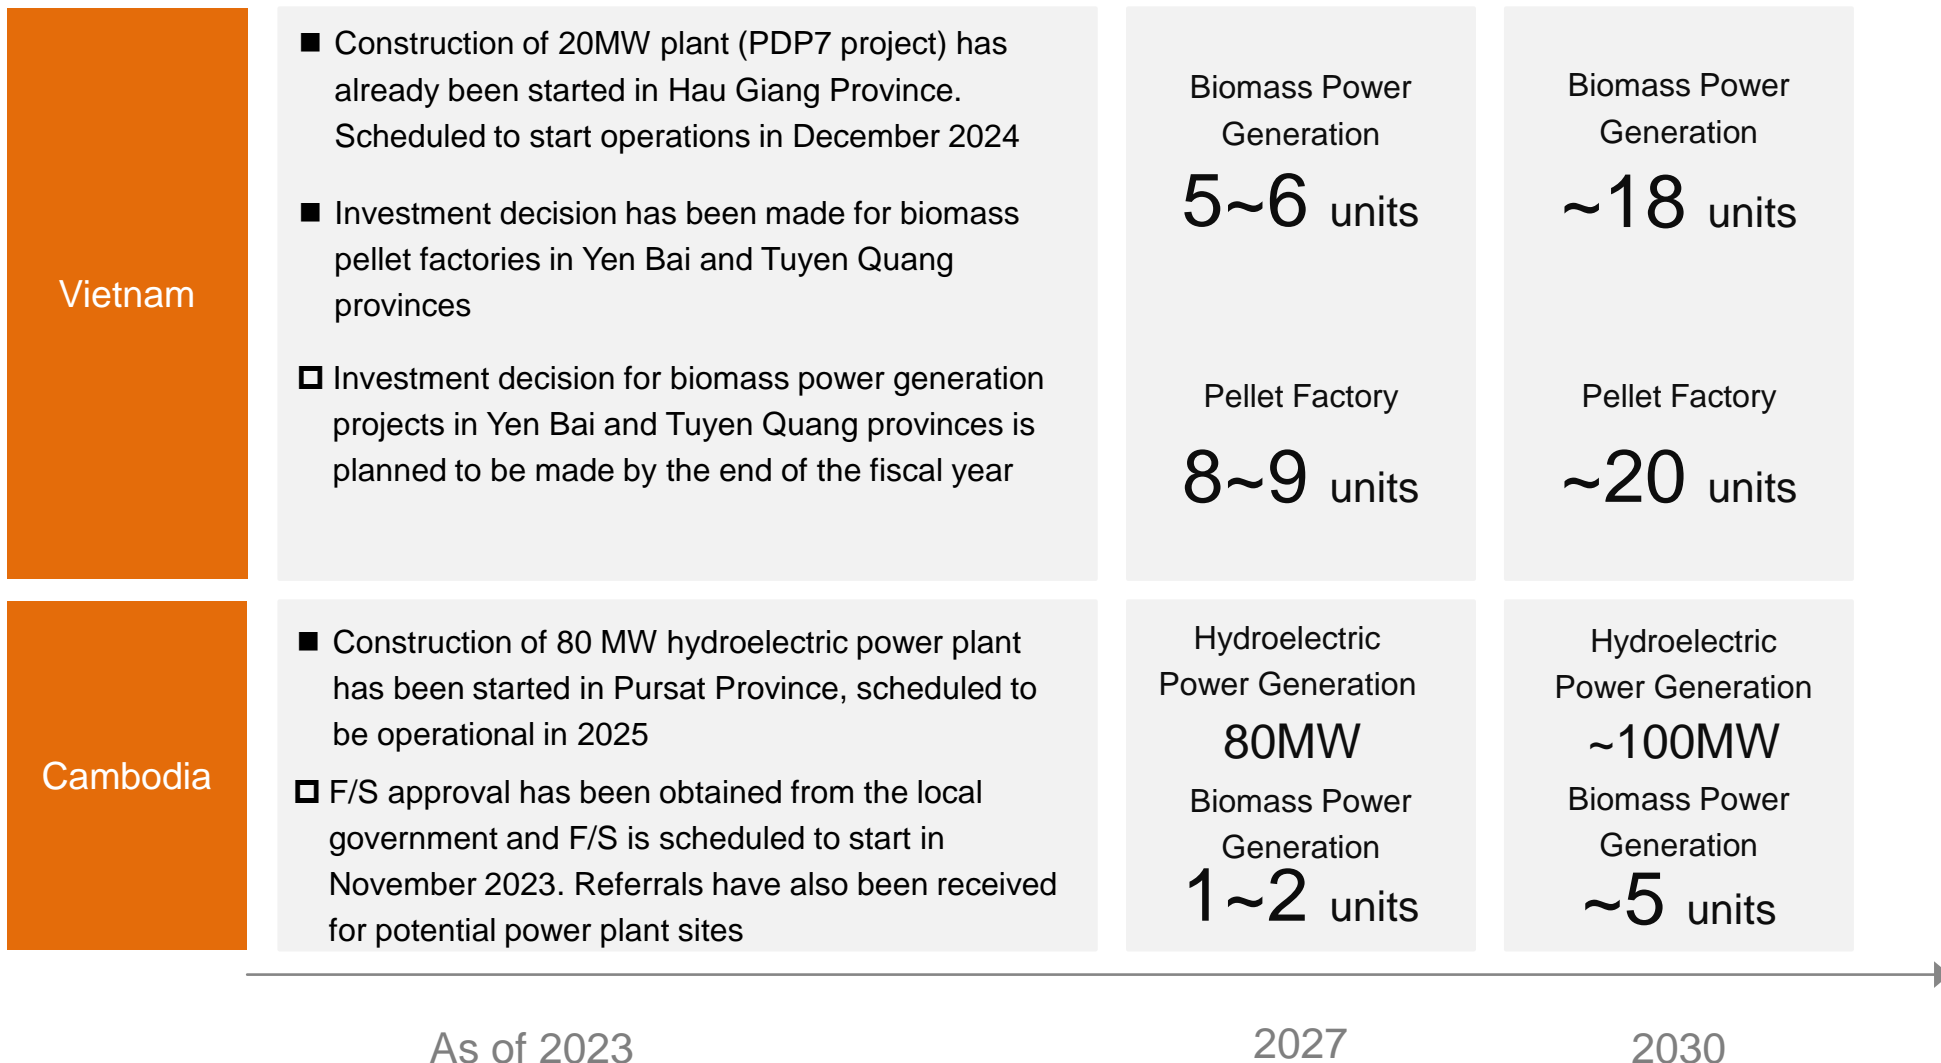 Vietnam
■ Construction of 20MW plant (PDP7 project) has
already been started in Hau Giang Province.
Scheduled to start operations in December 2024
■ Investment decision has been made for biomass
pellet factories in Yen Bai and Tuyen Quang
provinces
□ Investment decision for biomass power generation
projects in Yen Bai and Tuyen Quang provinces is
planned to be made by the end of the fiscal year
Biomass Power
Generation
5~6 units
Pellet Factory
8~9 units
Biomass Power
Generation
~18 units
Pellet Factory
~20 units
Cambodia
■ Construction of 80 MW hydroelectric power plant
has been started in Pursat Province, scheduled to
be operational in 2025
□ F/S approval has been obtained from the local
government and F/S is scheduled to start in
November 2023. Referrals have also been received
for potential power plant sites
Hydroelectric
Power Generation
80MW
Biomass Power
Generation
1~2 units
Hydroelectric
Power Generation
~100MW
Biomass Power
Generation
~5 units
As of 2023
2027
2030